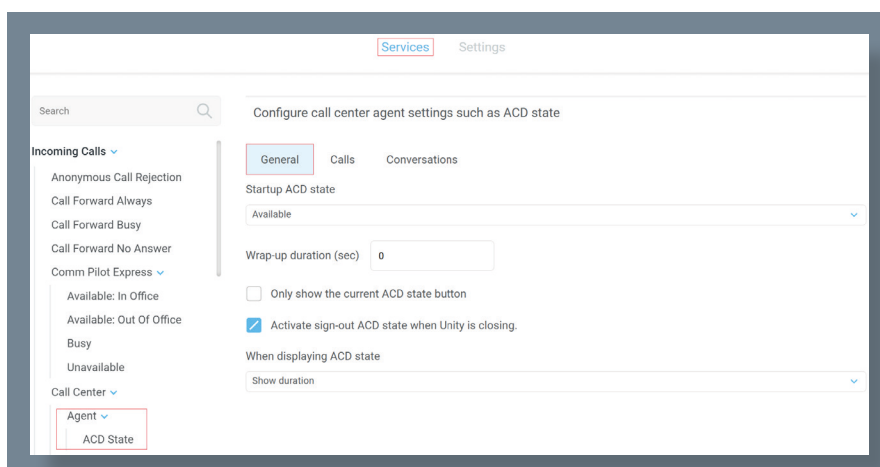 Services Settings
Search
Configure call center agent settings such as ACD state
Incoming Calls
Anonymous Call Rejection
Call Forward Always
Call Forward Busy
Call Forward No Answer
Comm Pilot Express
Available: In Office
Available: Out Of Office
Busy
Unavailable
Call Center
Agent
ACD State
General Calls Conversations
Startup ACD state
Available
Wrap-up duration (sec) 0
Only show the current ACD state button
Activate sign-out ACD state when Unity is closing.
When displaying ACD state
Show duration